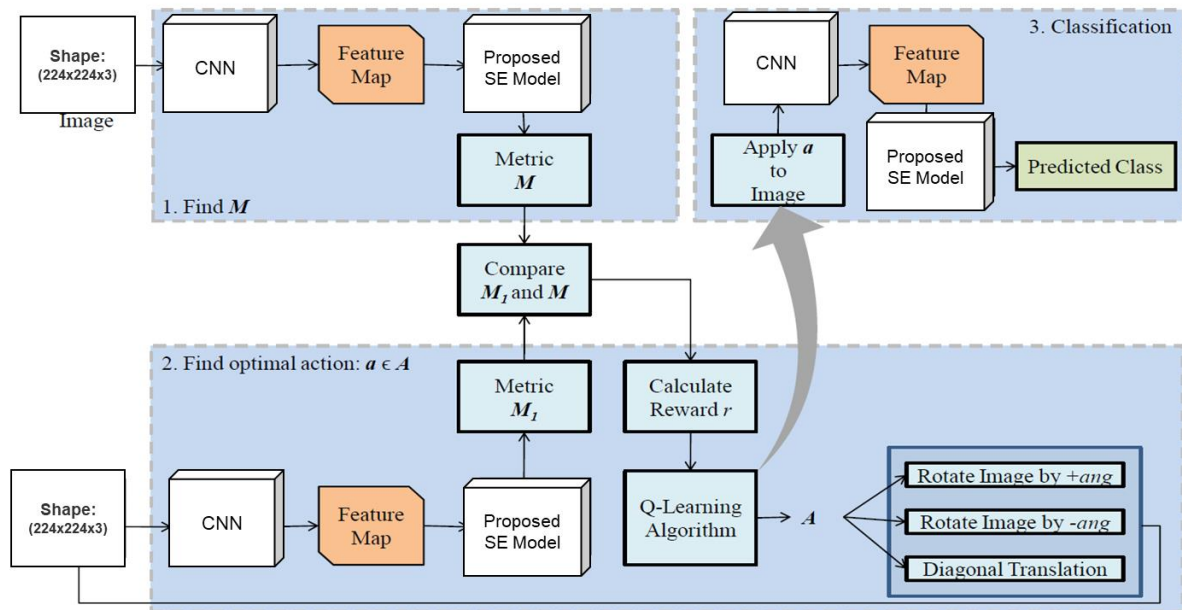 Shape:
(224x224x3)
Image
CNN
Feature
Map
Proposed
SE Model
Metric
M
1. Find M
3. Classification
CNN
Feature
Map
Apply a
to
Image
Proposed
SE Model
Predicted Class
Compare
M1 and M
2. Find optimal action: a ϵ A
Metric
M1
Calculate
Reward r
Shape:
(224x224x3)
CNN
Feature
Map
Proposed
SE Model
Q-Learning
Algorithm
A
Rotate Image by +ang
Rotate Image by -ang
Diagonal Translation